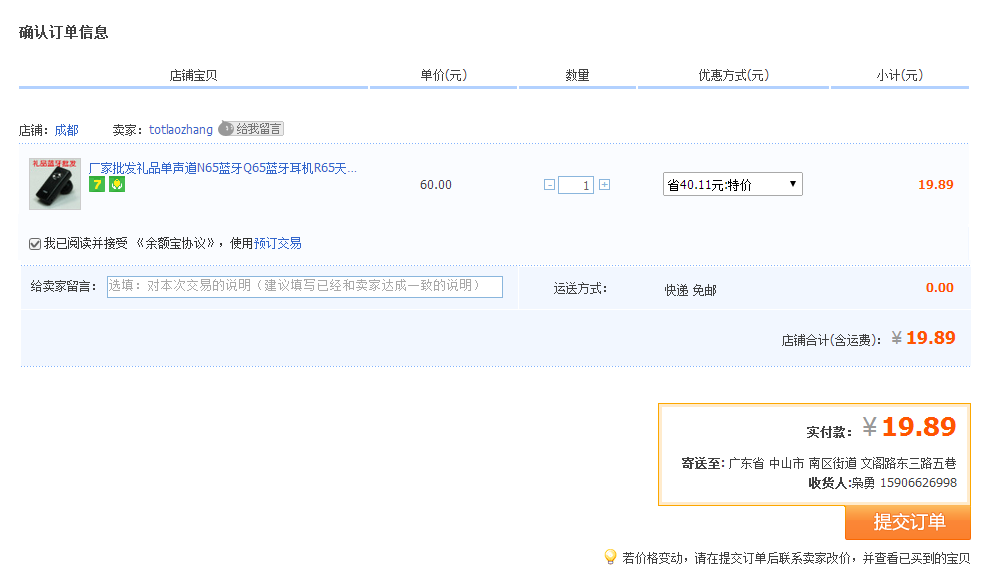 确认订单信息
店铺宝贝 单价(元) 数量 优惠方式(元) 小计(元)
店铺：成都 卖家：totlaozhang 给我留言
礼品蓝牙批发
厂家批发礼品单声道N65蓝牙Q65蓝牙耳机R65天...
7
60.00 - 1 + 省40.11元:特价 19.89
我已阅读并接受 《余额宝协议》，使用预订交易
给卖家留言： 选填：对本次交易的说明（建议填写已经和卖家达成一致的说明） 运送方式： 快递 免邮 0.00
店铺合计(含运费)： ￥19.89
实付款：￥19.89
寄送至: 广东省 中山市 南区街道 文阁路东三路五巷
收货人:枭勇 15906626998
提交订单
若价格变动，请在提交订单后联系卖家改价，并查看已买到的宝贝